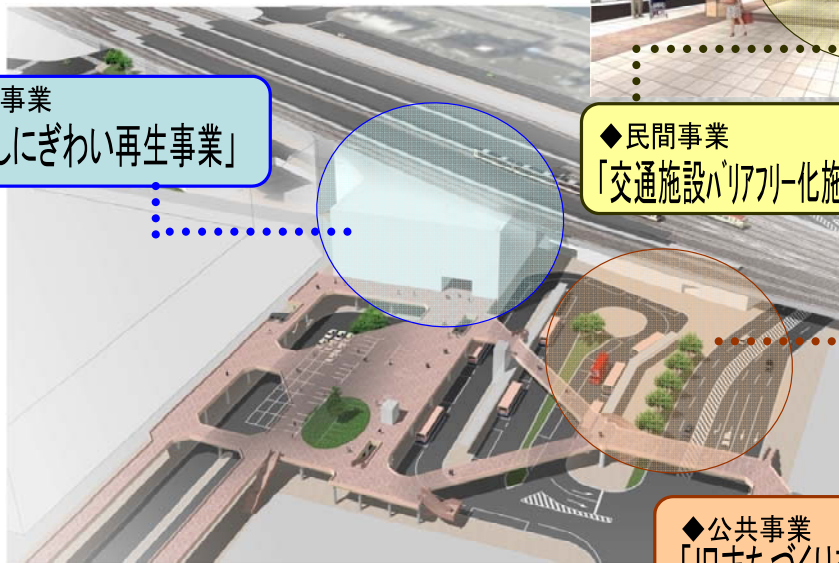 事業
しにぎわい再生事業」
◆民間事業
「交通施設バリアフリー化施
◆公共事業